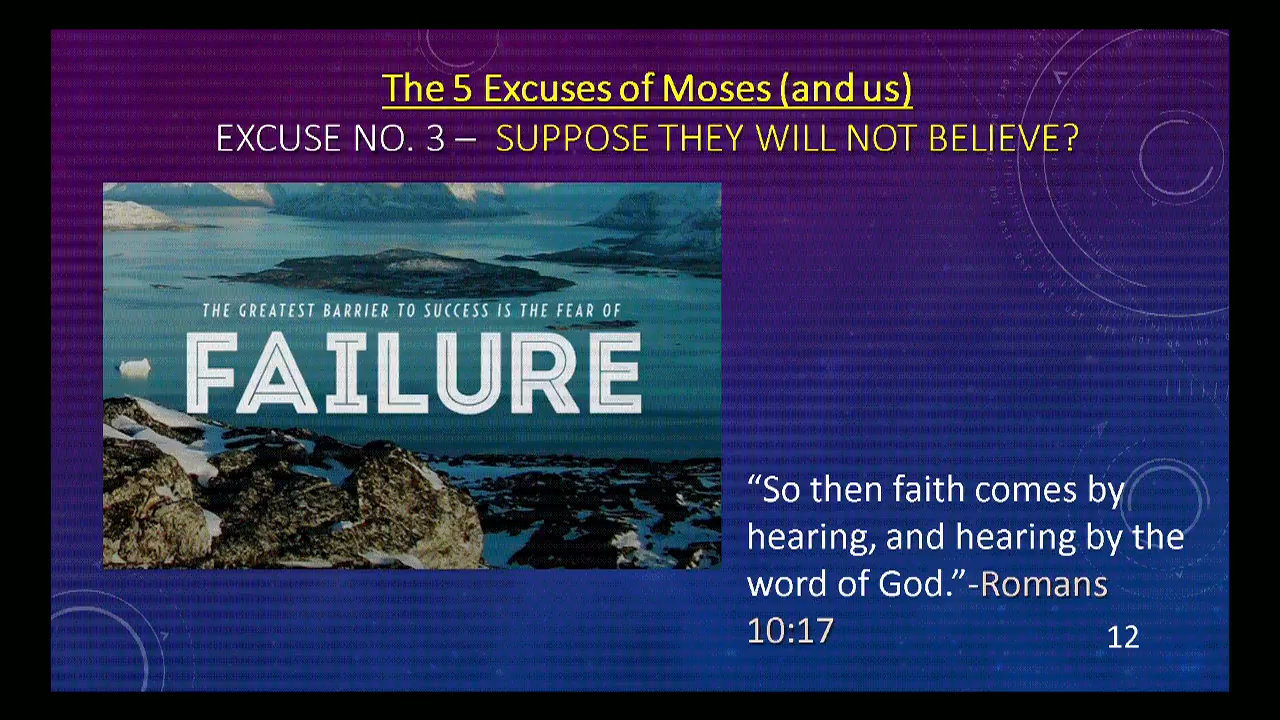 The 5 Excuses of Moses (and us)
EXCUSE NO. 3 – SUPPOSE THEY WILL NOT BELIEVE?
THE GREATEST BARRIER TO SUCCESS IS THE FEAR OF
FAILURE
“So then faith comes by
hearing, and hearing by the
word of God.”-Romans
10:17
12